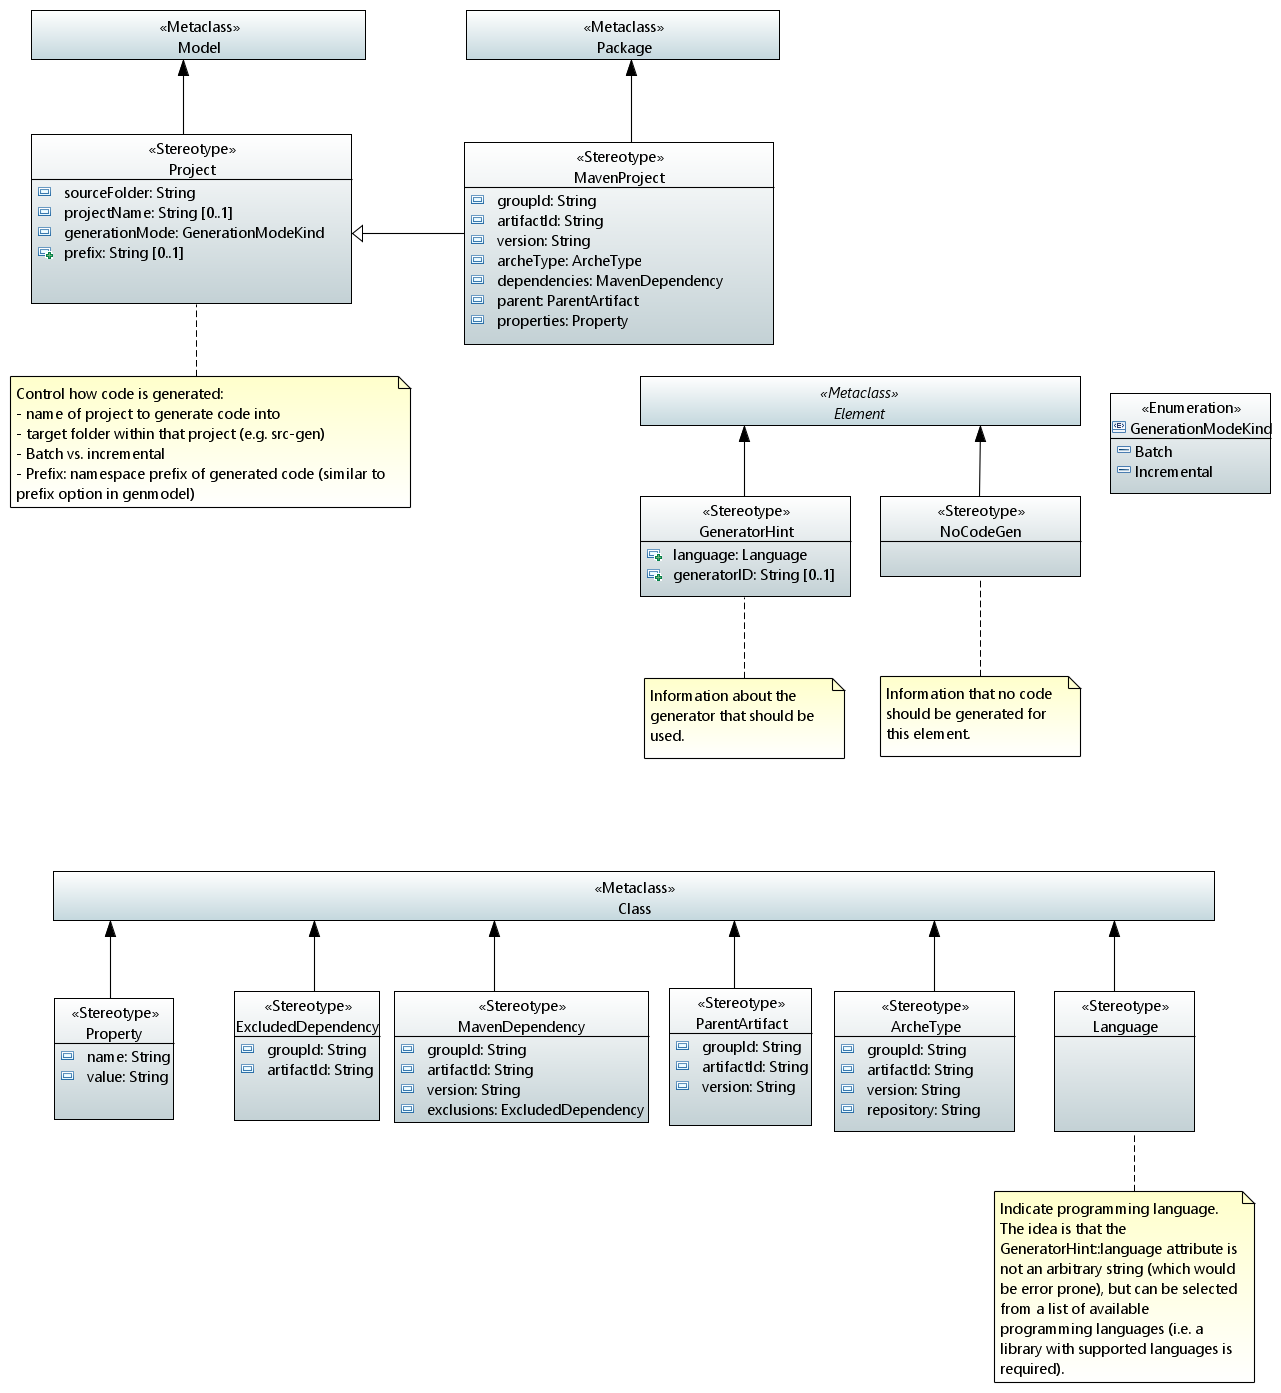 «Metaclass»
Model
«Metaclass»
Package
«Stereotype»
Project
sourceFolder: String
projectName: String [0..1]
generationMode: GenerationModeKind
prefix: String [0..1]
«Stereotype»
MavenProject
groupId: String
artifactId: String
version: String
archeType: ArcheType
dependencies: MavenDependency
parent: ParentArtifact
properties: Property
Control how code is generated:
- name of project to generate code into
- target folder within that project (e.g. src-gen)
- Batch vs. incremental
- Prefix: namespace prefix of generated code (similar to
prefix option in genmodel)
«Metaclass»
Element
«Enumeration»
GenerationModeKind
Batch
Incremental
«Stereotype»
GeneratorHint
language: Language
generatorID: String [0..1]
«Stereotype»
NoCodeGen
Information about the
generator that should be
used.
Information that no code
should be generated for
this element.
«Metaclass»
Class
«Stereotype»
Property
name: String
value: String
«Stereotype»
ExcludedDependency
groupId: String
artifactId: String
«Stereotype»
MavenDependency
groupId: String
artifactId: String
version: String
exclusions: ExcludedDependency
«Stereotype»
ParentArtifact
groupId: String
artifactId: String
version: String
«Stereotype»
ArcheType
groupId: String
artifactId: String
version: String
repository: String
«Stereotype»
Language
Indicate programming language.
The idea is that the
GeneratorHint::language attribute is
not an arbitrary string (which would
be error prone), but can be selected
from a list of available
programming languages (i.e. a
library with supported languages is
required).